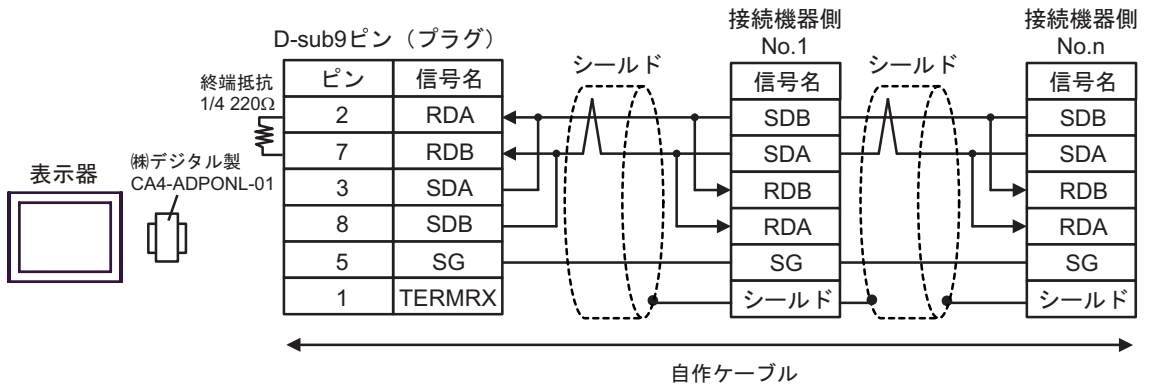 接続機器側
No.1
接続機器側
No.n
D-sub9ピン（プラグ）
シールド
シールド
終端抵抗
1/4 220Ω
ピン 信号名
2 RDA
7 RDB
3 SDA
8 SDB
5 SG
1 TERMRX
信号名
SDB
SDA
RDB
RDA
SG
シールド
信号名
SDB
SDA
RDB
RDA
SG
シールド
表示器
㈱デジタル製
CA4-ADPONL-01
自作ケーブル